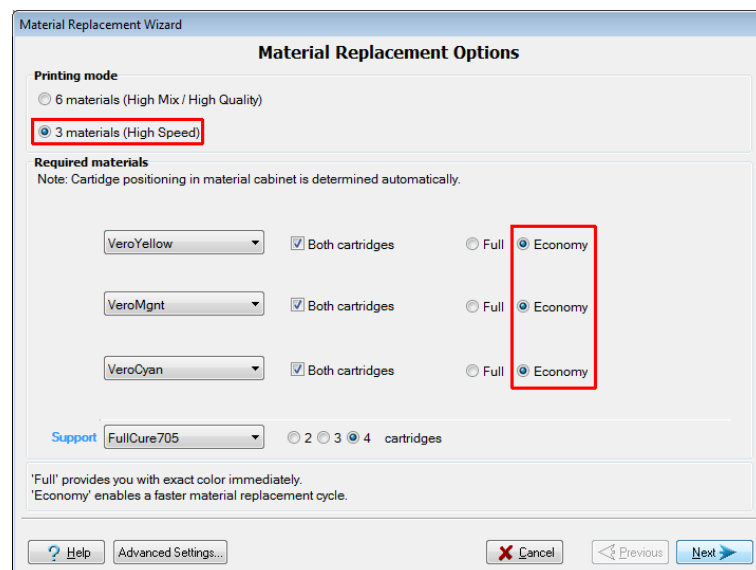 Material Replacement Wizard
Material Replacement Options
Printing mode
6 materials (High Mix / High Quality)
3 materials (High Speed)
Required materials
Note: Cartidge positioning in material cabinet is determined automatically.
VeroYellow Both cartridges Full Economy
VeroMgnt Both cartridges Full Economy
VeroCyan Both cartridges Full Economy
Support FullCure705 2 3 4 cartridges
'Full' provides you with exact color immediately.
'Economy' enables a faster material replacement cycle.
? Help Advanced Settings... Cancel Previous Next